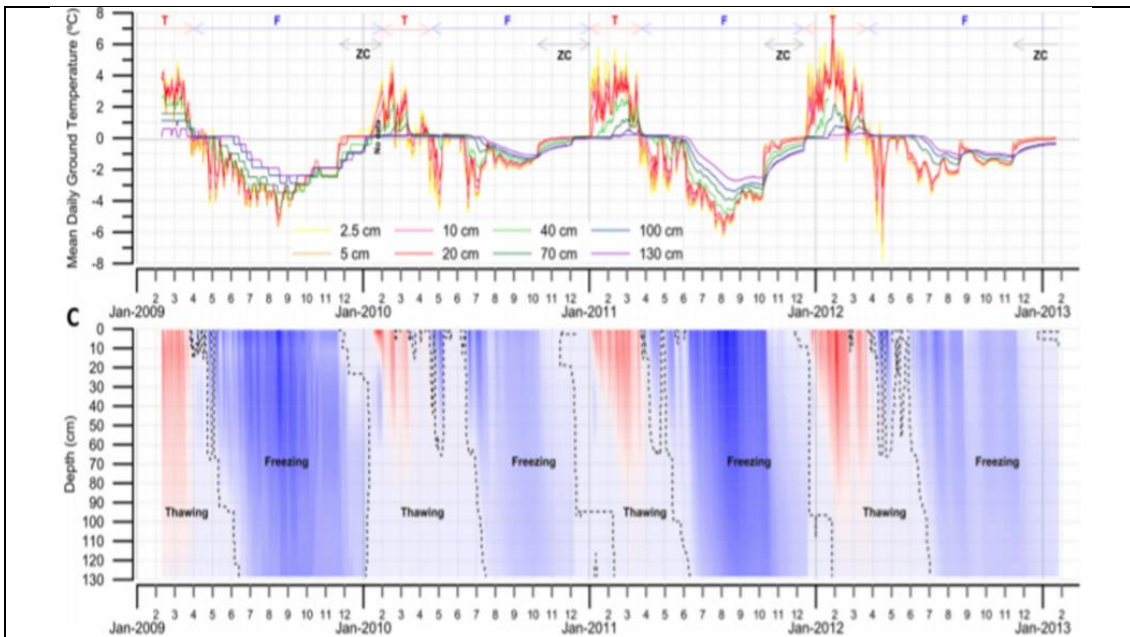 T F T F T F T F
ZC ZC ZC ZC
Mean Daily Ground Temperature (ºC)
8
6
4
2
0
-2
-4
-6
-8
No data
2.5 cm 10 cm 40 cm 100 cm
5 cm 20 cm 70 cm 130 cm
2 3 4 5 6 7 8 9 10 12 2 3 4 5 6 7 8 9 10 12 2 3 4 5 6 7 8 9 10 12 2 3 4 5 6 7 8 9 10 12 2
Jan-2009 Jan-2010 Jan-2011 Jan-2012 Jan-2013
C
Depth (cm)
0
10
20
30
40
50
60
70
80
90
100
110
120
130
Freezing Freezing Freezing Freezing
Thawing Thawing Thawing Thawing
2 3 4 5 6 7 8 9 10 12 2 3 4 5 6 7 8 9 10 12 2 3 4 5 6 7 8 9 10 12 2 3 4 5 6 7 8 9 10 12 2
Jan-2009 Jan-2010 Jan-2011 Jan-2012 Jan-2013